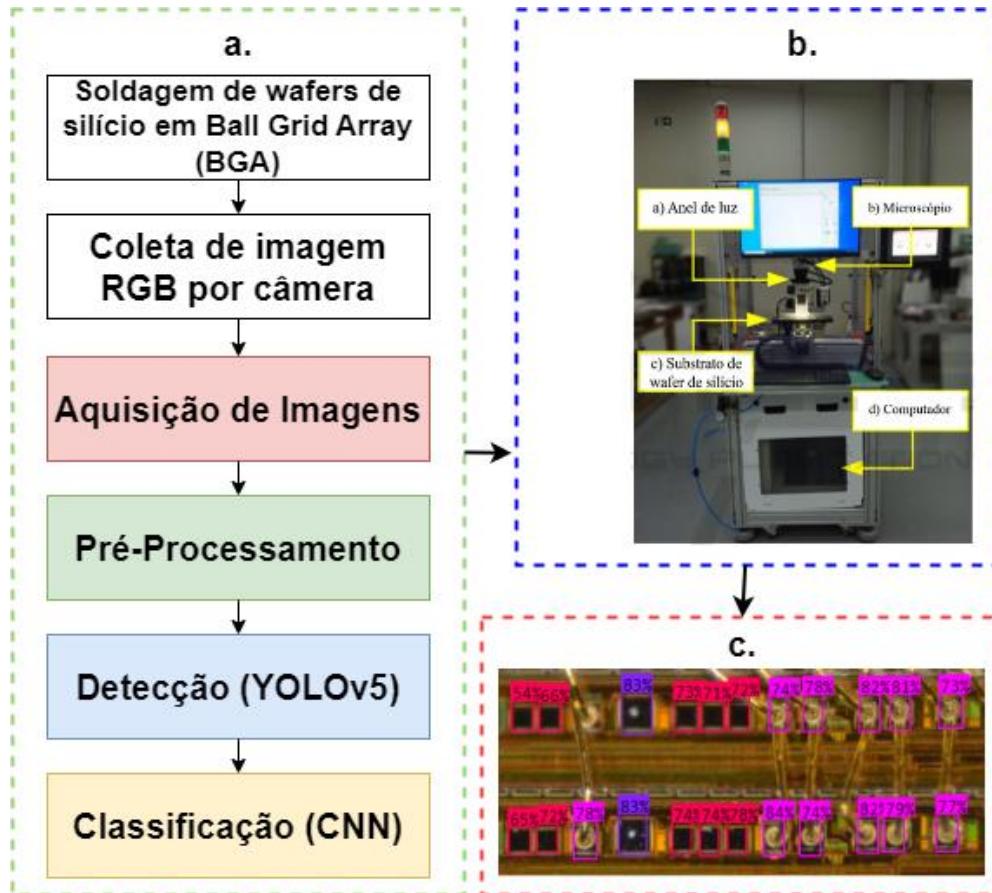 a.
Soldagem de wafers de
silício em Ball Grid Array
(BGA)
Coleta de imagem
RGB por câmera
Aquisição de Imagens
Pré-Processamento
Detecção (YOLOv5)
Classificação (CNN)
b.
a) Anel de luz
b) Microscópio
c) Substrato de
wafer de silício
d) Computador
c.
54% 66% 83% 73% 71% 72% 74% 78% 82% 81% 73%
65% 72% 78% 83% 74% 74% 78% 84% 74% 82% 79% 77%